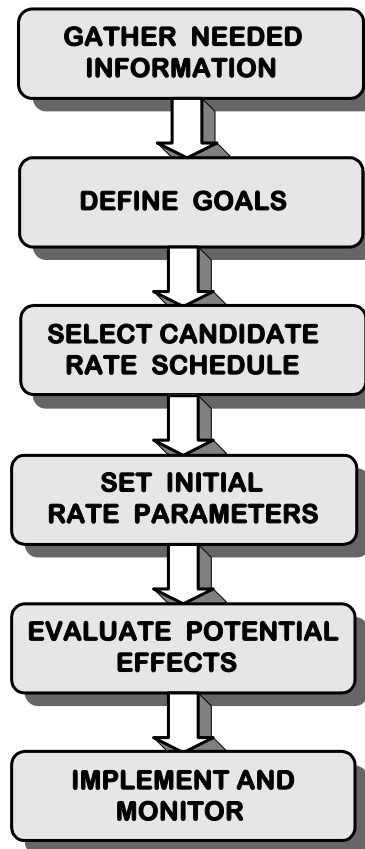 GATHER NEEDED
INFORMATION
DEFINE GOALS
SELECT CANDIDATE
RATE SCHEDULE
SET INITIAL
RATE PARAMETERS
EVALUATE POTENTIAL
EFFECTS
IMPLEMENT AND
MONITOR